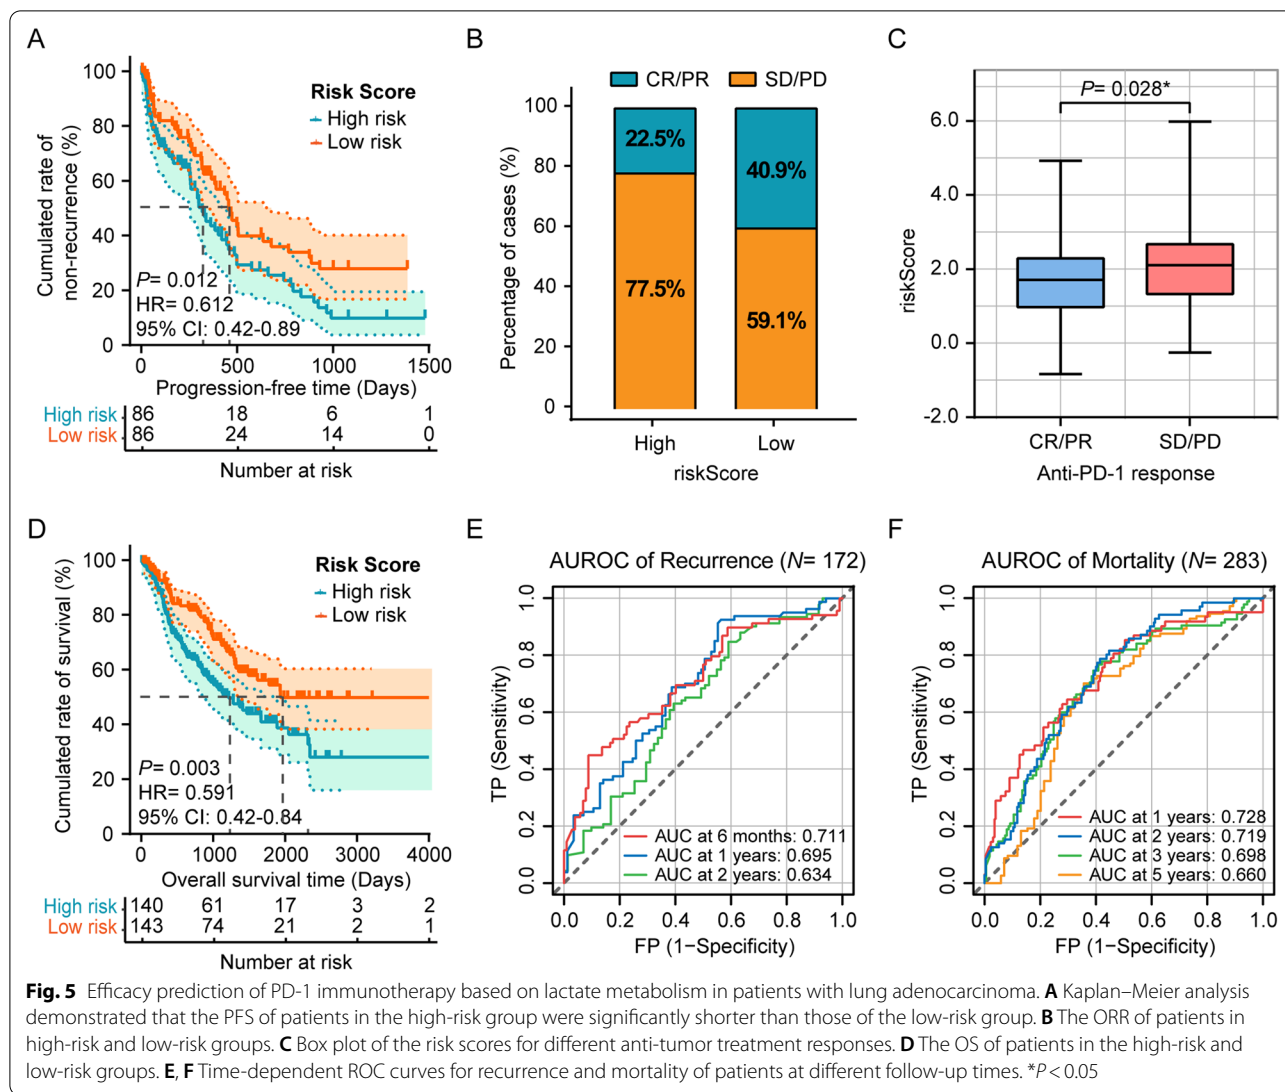 A
Cumulated rate of
non-recurrence (%)
100
80
60
40
20
0
Risk Score
High risk
Low risk
P= 0.012
HR= 0.612
95% CI: 0.42-0.89
0 500 1000 1500
Progression-free time (Days)
High risk 86 18 6 1
Low risk 86 24 14 0
Number at risk
B
CR/PR SD/PD
Percentage of cases (%)
100
80
60
40
20
0
22.5%
77.5%
40.9%
59.1%
High Low
riskScore
C
P= 0.028*
riskScore
6.0
4.0
2.0
0.0
-2.0
CR/PR SD/PD
Anti-PD-1 response
D
Cumulated rate of survival (%)
100
80
60
40
20
0
Risk Score
High risk
Low risk
P= 0.003
HR= 0.591
95% CI: 0.42-0.84
0 1000 2000 3000 4000
Overall survival time (Days)
High risk 140 61 17 3 2
Low risk 143 74 21 2 1
Number at risk
E
AUROC of Recurrence (N= 172)
TP (Sensitivity)
1.0
0.8
0.6
0.4
0.2
0.0
AUC at 6 months: 0.711
AUC at 1 years: 0.695
AUC at 2 years: 0.634
0.0 0.2 0.4 0.6 0.8 1.0
FP (1−Specificity)
F
AUROC of Mortality (N= 283)
TP (Sensitivity)
1.0
0.8
0.6
0.4
0.2
0.0
AUC at 1 years: 0.728
AUC at 2 years: 0.719
AUC at 3 years: 0.698
AUC at 5 years: 0.660
0.0 0.2 0.4 0.6 0.8 1.0
FP (1−Specificity)
Fig. 5 Efficacy prediction of PD-1 immunotherapy based on lactate metabolism in patients with lung adenocarcinoma. A Kaplan–Meier analysis
demonstrated that the PFS of patients in the high-risk group were significantly shorter than those of the low-risk group. B The ORR of patients in
high-risk and low-risk groups. C Box plot of the risk scores for different anti-tumor treatment responses. D The OS of patients in the high-risk and
low-risk groups. E, F Time-dependent ROC curves for recurrence and mortality of patients at different follow-up times. *P < 0.05